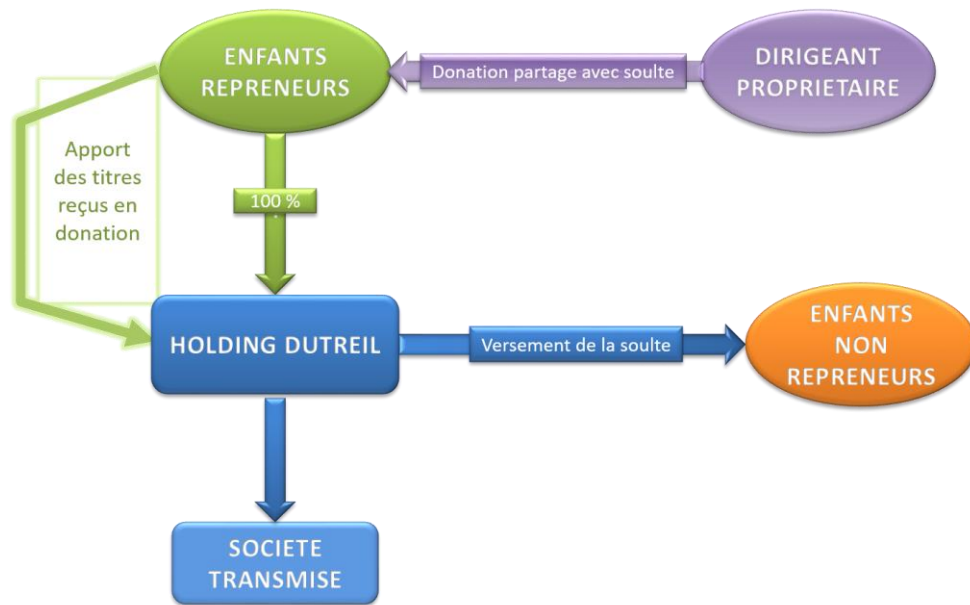 ENFANTS
REPRENEURS
Donation partage avec soulte
DIRIGEANT
PROPRIETAIRE
Apport
des titres
reçus en
donation
100 %
HOLDING DUTREIL
Versement de la soulte
ENFANTS
NON
REPRENEURS
SOCIETE
TRANSMISE